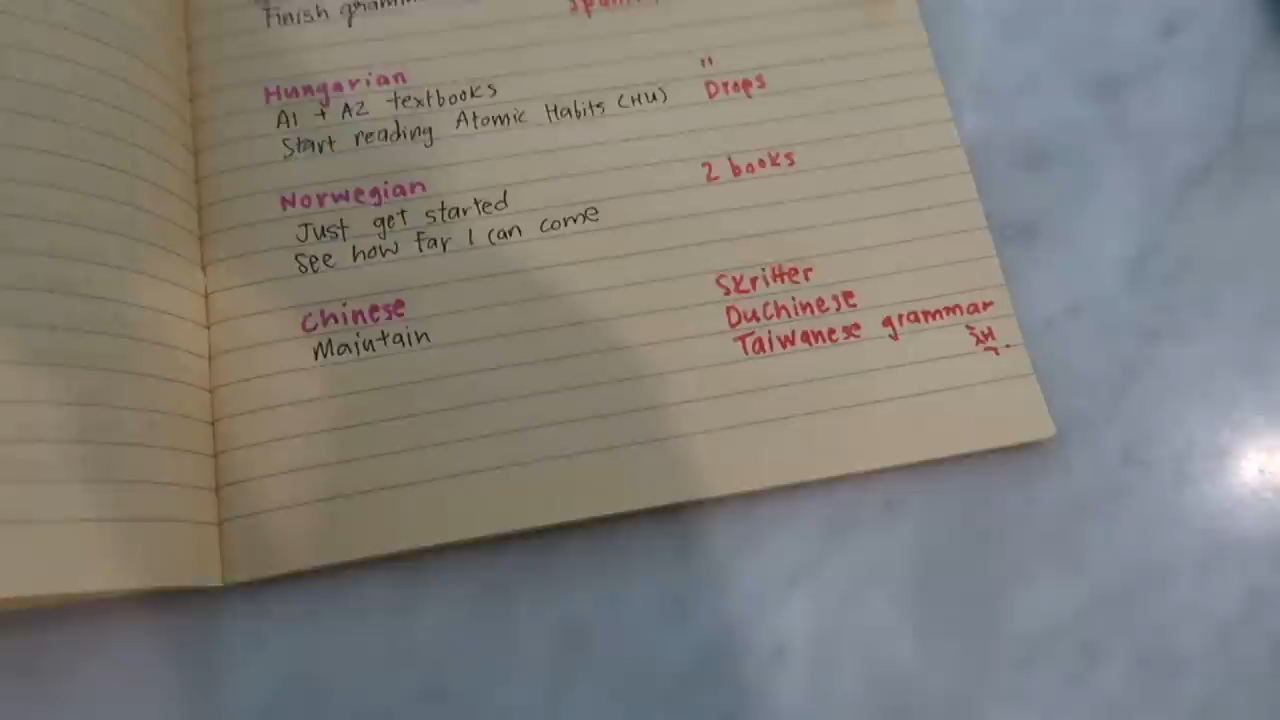 Finish
Hungarian "
A1 + A2 textbooks Drops
Start reading Atomic Habits (HU)
Norwegian 2 books
Just get started
See how far I can come
Chinese Skritter
Maintain DuChinese
Taiwanese grammar